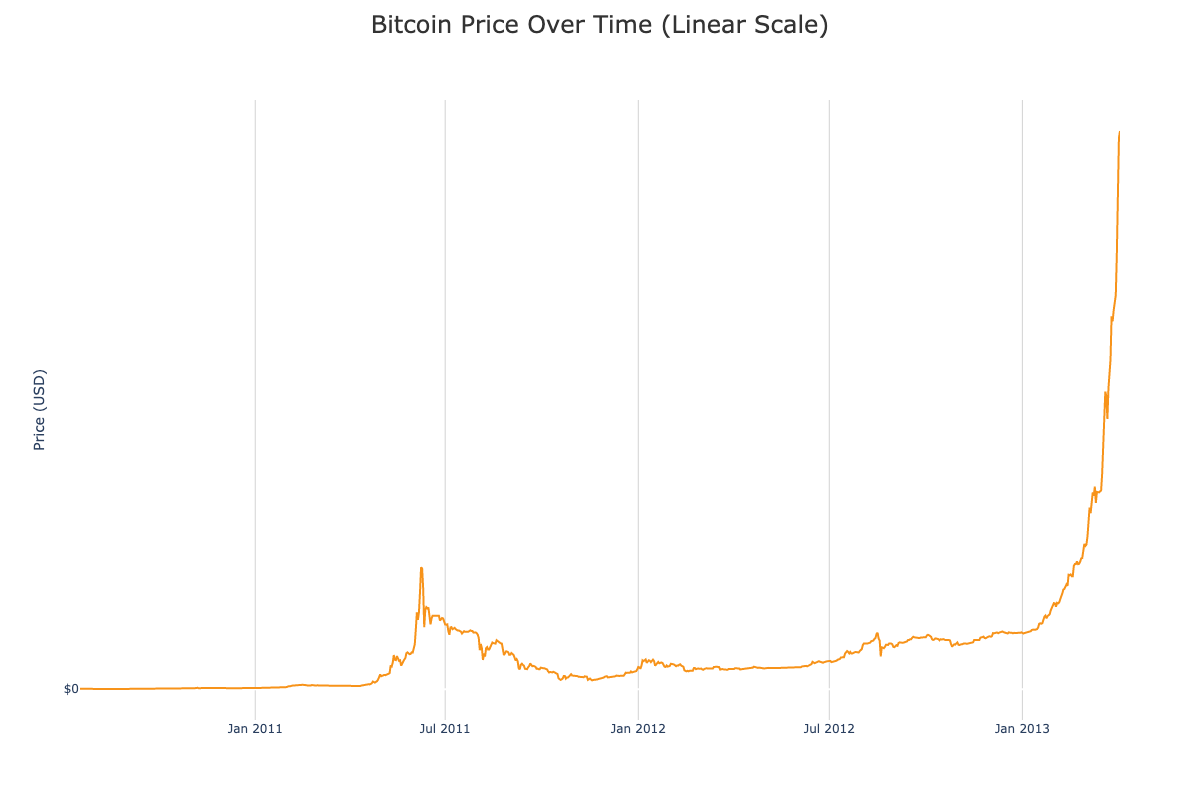 Bitcoin Price Over Time (Linear Scale)
Price (USD)
$0
Jan 2011
Jul 2011
Jan 2012
Jul 2012
Jan 2013